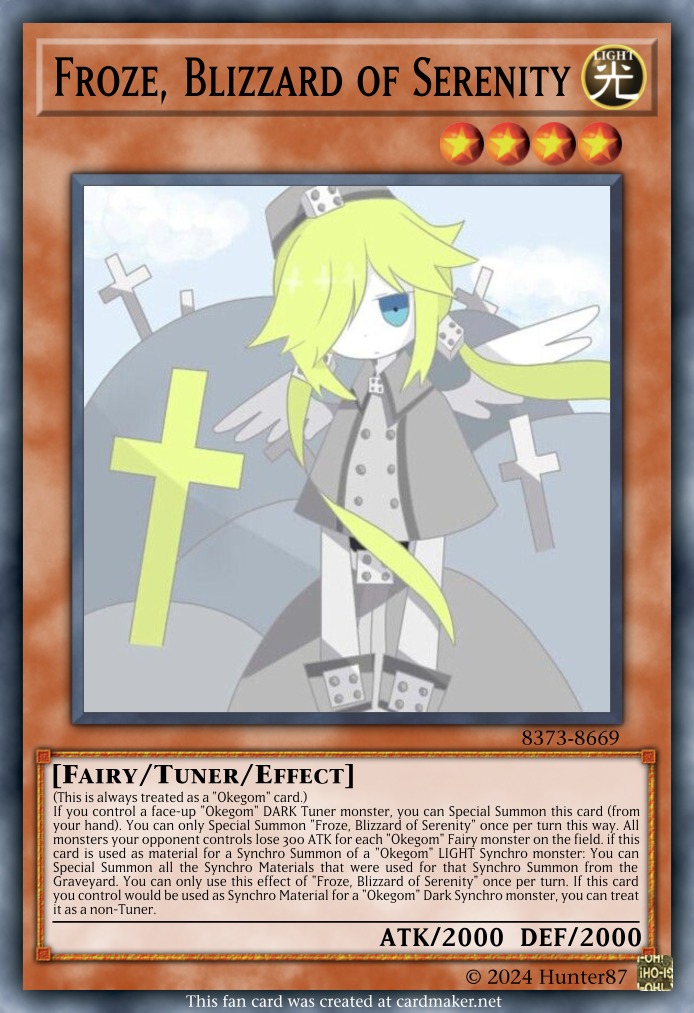 Froze, Blizzard of Serenity
LIGHT
光
8373-8669
[Fairy/Tuner/Effect]
(This is always treated as a "Okegom" card.)
If you control a face-up "Okegom" DARK Tuner monster, you can Special Summon this card (from
your hand). You can only Special Summon "Froze, Blizzard of Serenity" once per turn this way. All
monsters your opponent controls lose 300 ATK for each "Okegom" Fairy monster on the field. if this
card is used as material for a Synchro Summon of a "Okegom" LIGHT Synchro monster: You can
Special Summon all the Synchro Materials that were used for that Synchro Summon from the
Graveyard. You can only use this effect of "Froze, Blizzard of Serenity" once per turn. If this card
you control would be used as Synchro Material for a "Okegom" Dark Synchro monster, you can treat
it as a non-Tuner.
ATK/2000 DEF/2000
© 2024 Hunter87
This fan card was created at cardmaker.net